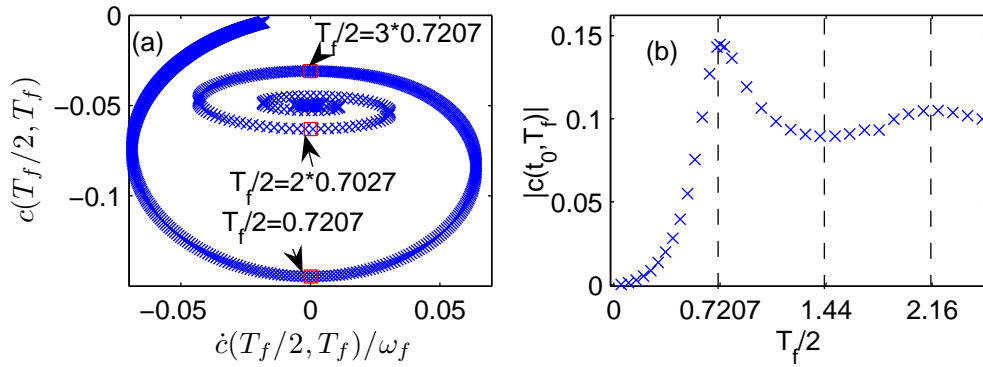 0
−0.05
−0.1
c(T_f/2, T_f)
(a)
T_f/2=3*0.7207
T_f/2=2*0.7027
T_f/2=0.7207
−0.05
0
0.05
ċ(T_f/2, T_f)/ω_f
0.15
0.1
0.05
0
|c(t_0,T_f)|
(b)
0
0.7207
1.44
2.16
T_f/2